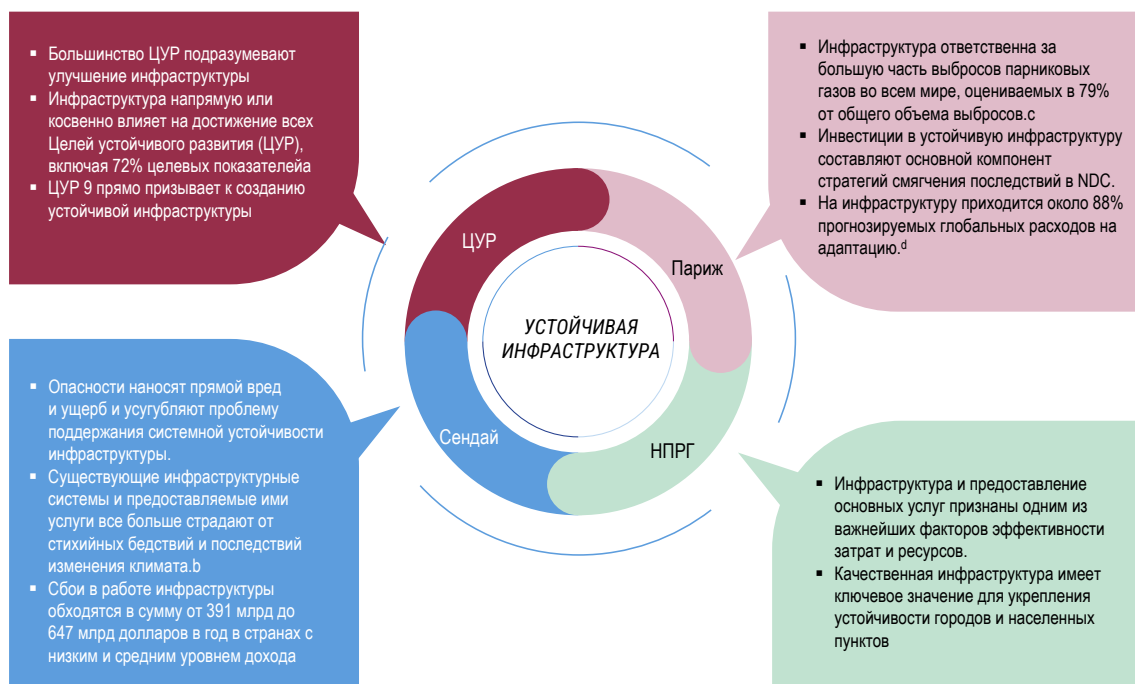 ▪ Большинство ЦУР подразумевают
улучшение инфраструктуры
▪ Инфраструктура напрямую или
косвенно влияет на достижение всех
Целей устойчивого развития (ЦУР),
включая 72% целевых показателейa
▪ ЦУР 9 прямо призывает к созданию
устойчивой инфраструктуры
▪ Инфраструктура ответственна за
большую часть выбросов парниковых
газов во всем мире, оцениваемых в 79%
от общего объема выбросов.c
▪ Инвестиции в устойчивую инфраструктуру
составляют основной компонент
стратегий смягчения последствий в NDC.
▪ На инфраструктуру приходится около 88%
прогнозируемых глобальных расходов на
адаптацию.d
ЦУР
Париж
УСТОЙЧИВАЯ
ИНФРАСТРУКТУРА
Сендай
НПРГ
▪ Опасности наносят прямой вред
и ущерб и усугубляют проблему
поддержания системной устойчивости
инфраструктуры.
▪ Существующие инфраструктурные
системы и предоставляемые ими
услуги все больше страдают от
стихийных бедствий и последствий
изменения климата.b
▪ Сбои в работе инфраструктуры
обходятся в сумму от 391 млрд до
647 млрд долларов в год в странах с
низким и средним уровнем дохода
▪ Инфраструктура и предоставление
основных услуг признаны одним из
важнейших факторов эффективности
затрат и ресурсов.
▪ Качественная инфраструктура имеет
ключевое значение для укрепления
устойчивости городов и населенных
пунктов